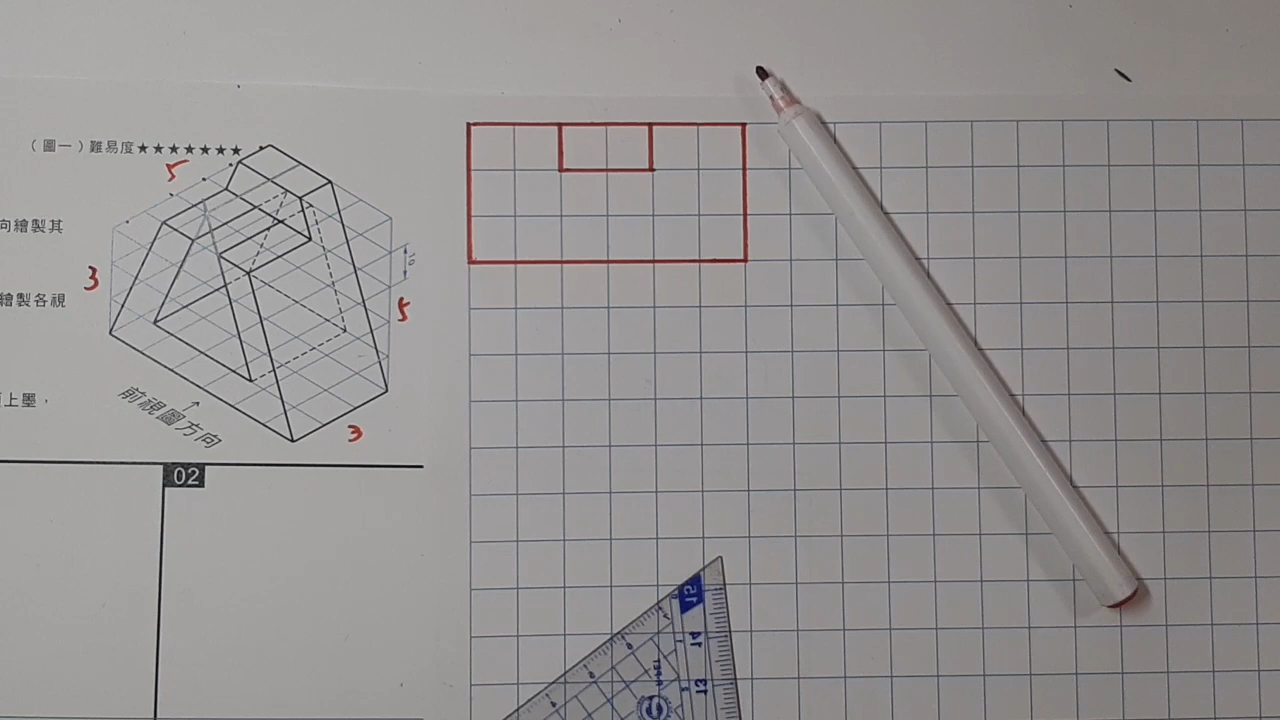 （圖一）難易度★★★★★★★
5
向繪製其
10
3
繪製各視
5
上墨，
前視圖方向
3
02
15
14
13